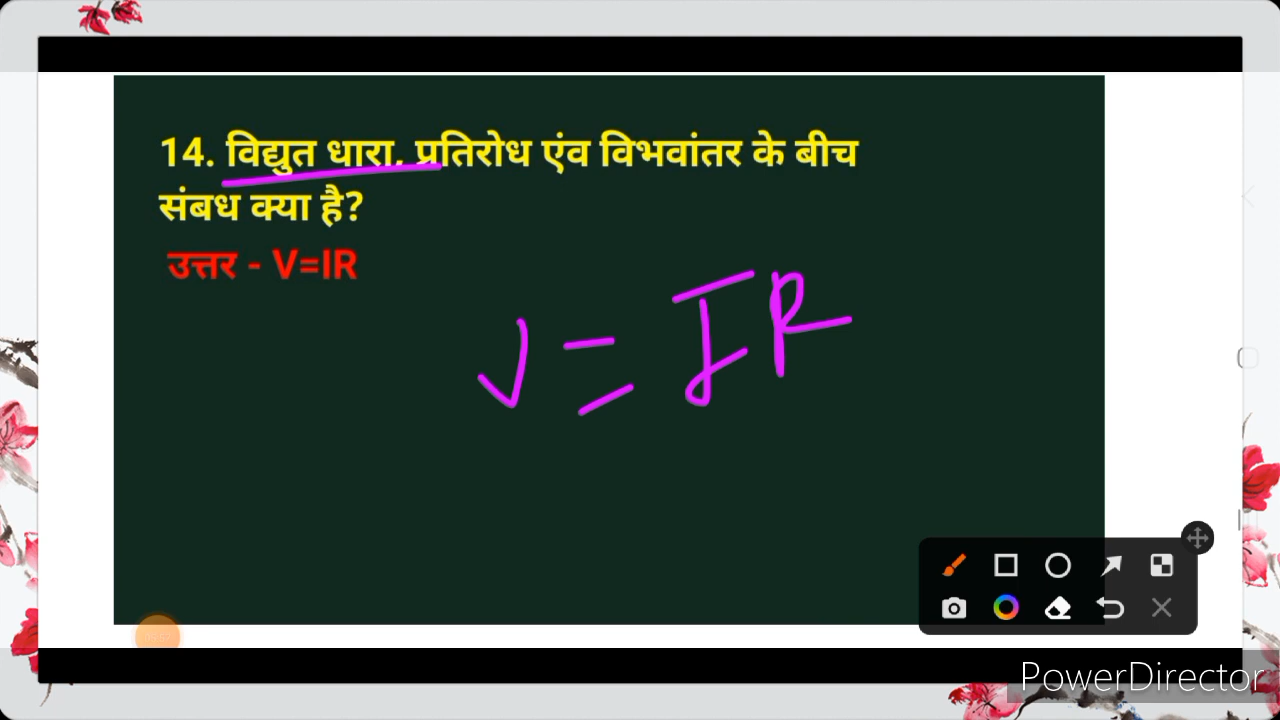 14. विद्युत धारा, प्रतिरोध एंव विभवांतर के बीच
संबध क्या है?
उत्तर - V=IR
V = IR
PowerDirector